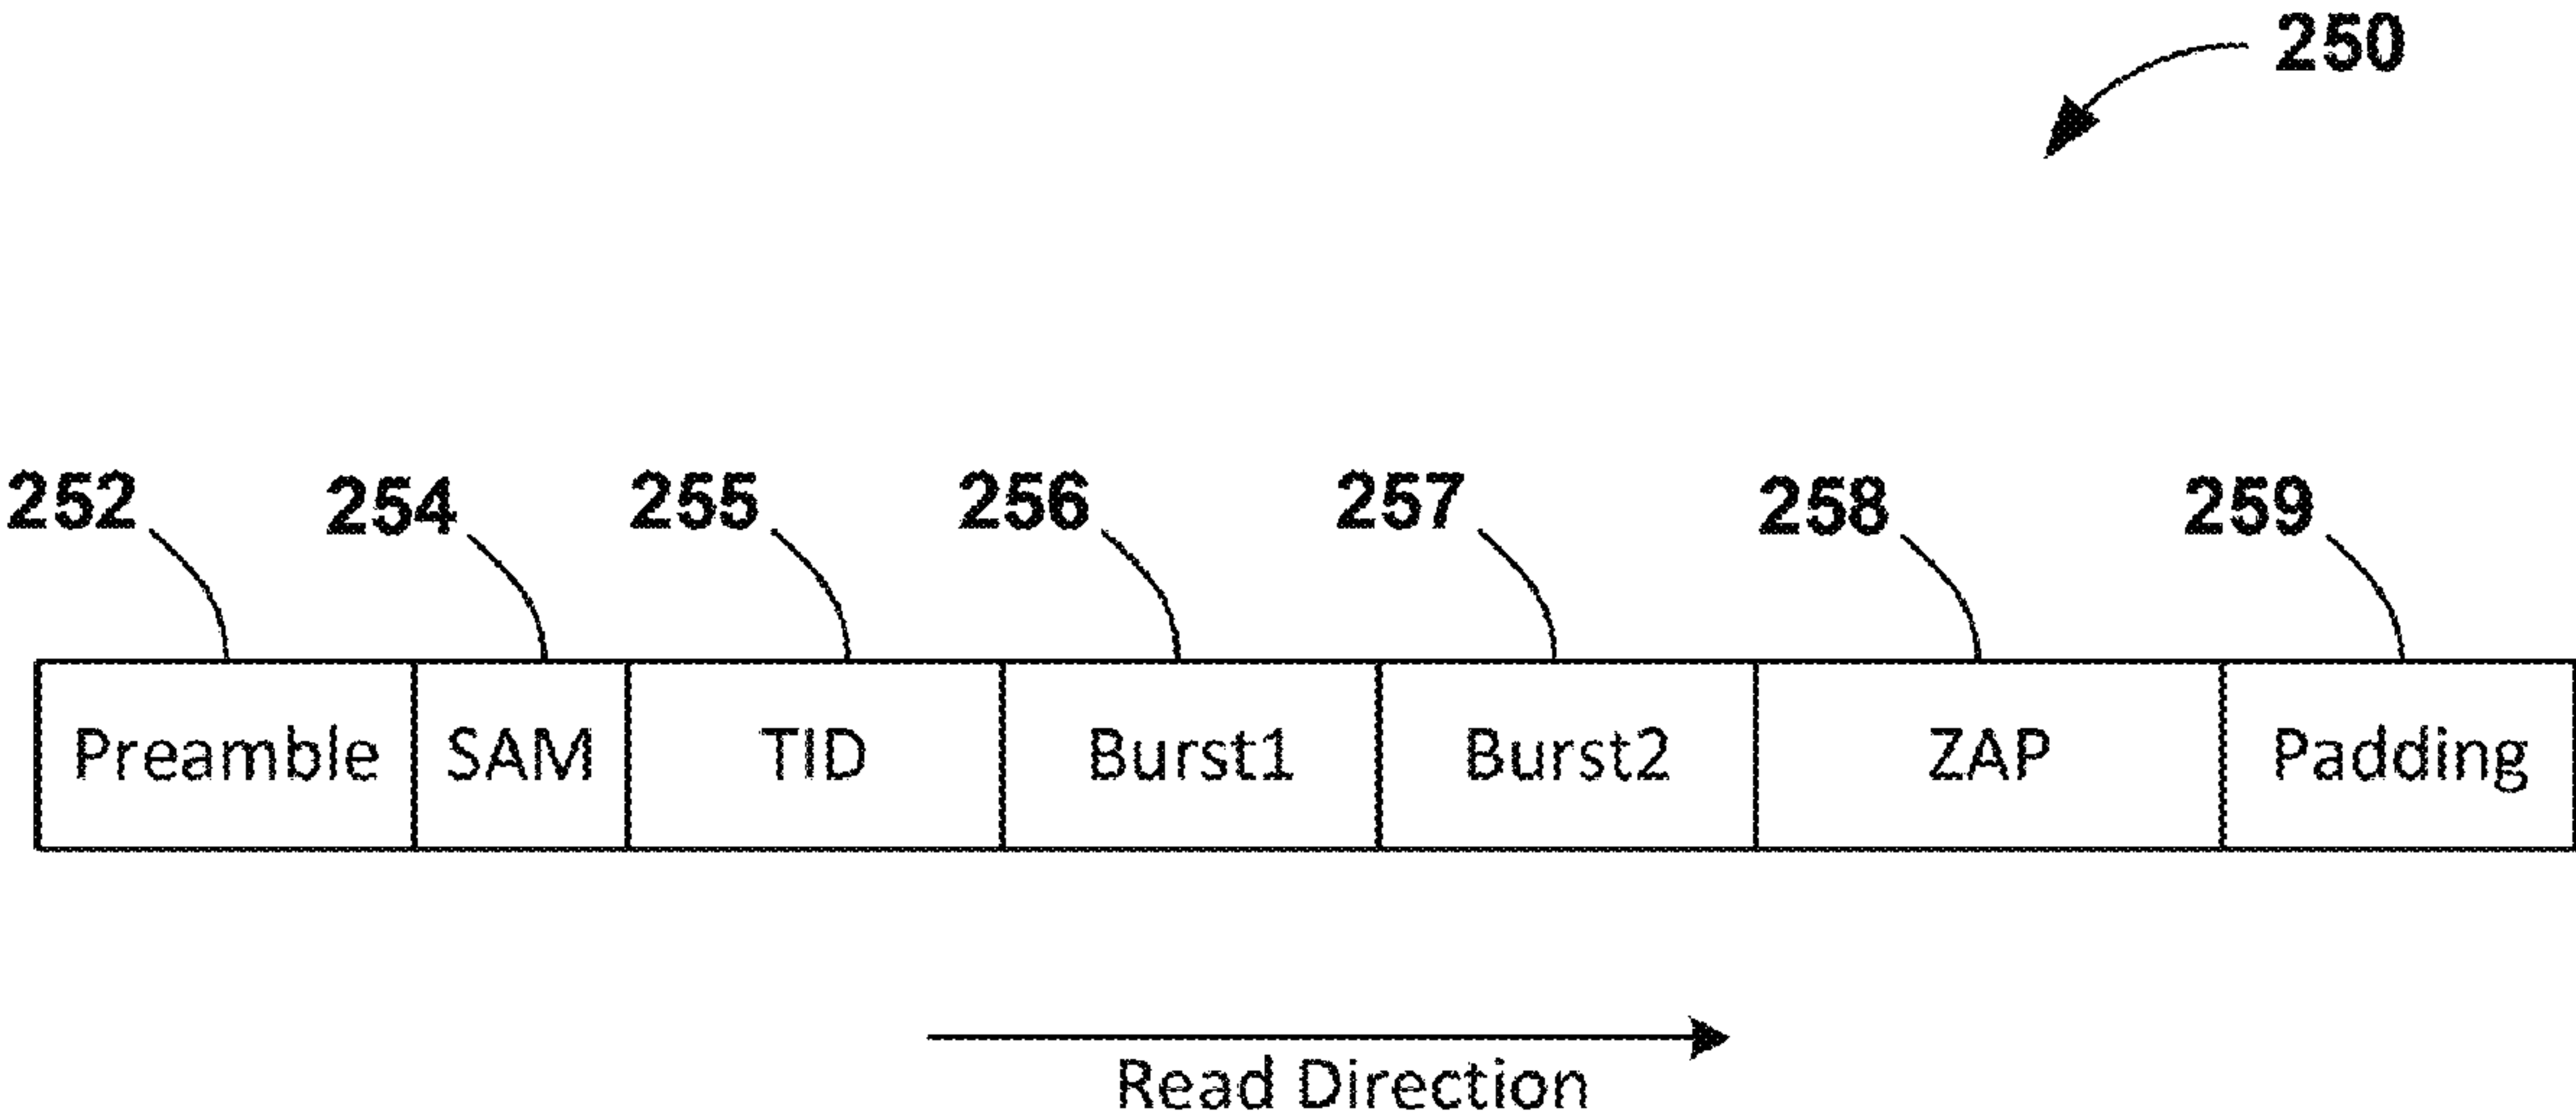 250
252 254 255 256 257 258 259
Preamble SAM TID Burst1 Burst2 ZAP Padding
Read Direction